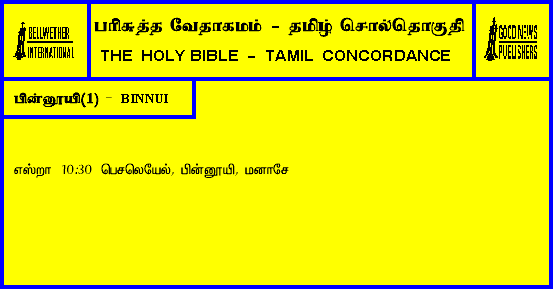 BELLWETHER
INTERNATIONAL
பரிசுத்த வேதாகமம் - தமிழ் சொல்தொகுதி
THE HOLY BIBLE - TAMIL CONCORDANCE
GOOD NEWS
PUBLISHERS
பின்னூயி(1) - BINNUI
எஸ்றா 10:30 பெசலெயேல், பின்னூயி, மனாசே